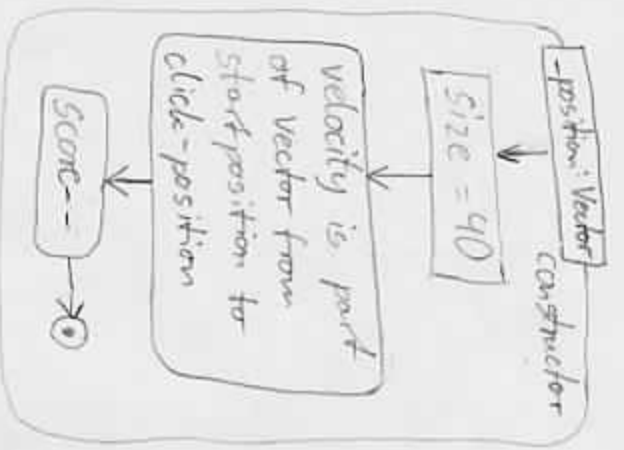 -position: Vector
constructor
Size = 40
velocity is part
of vector from
startposition to
click-position
Score--